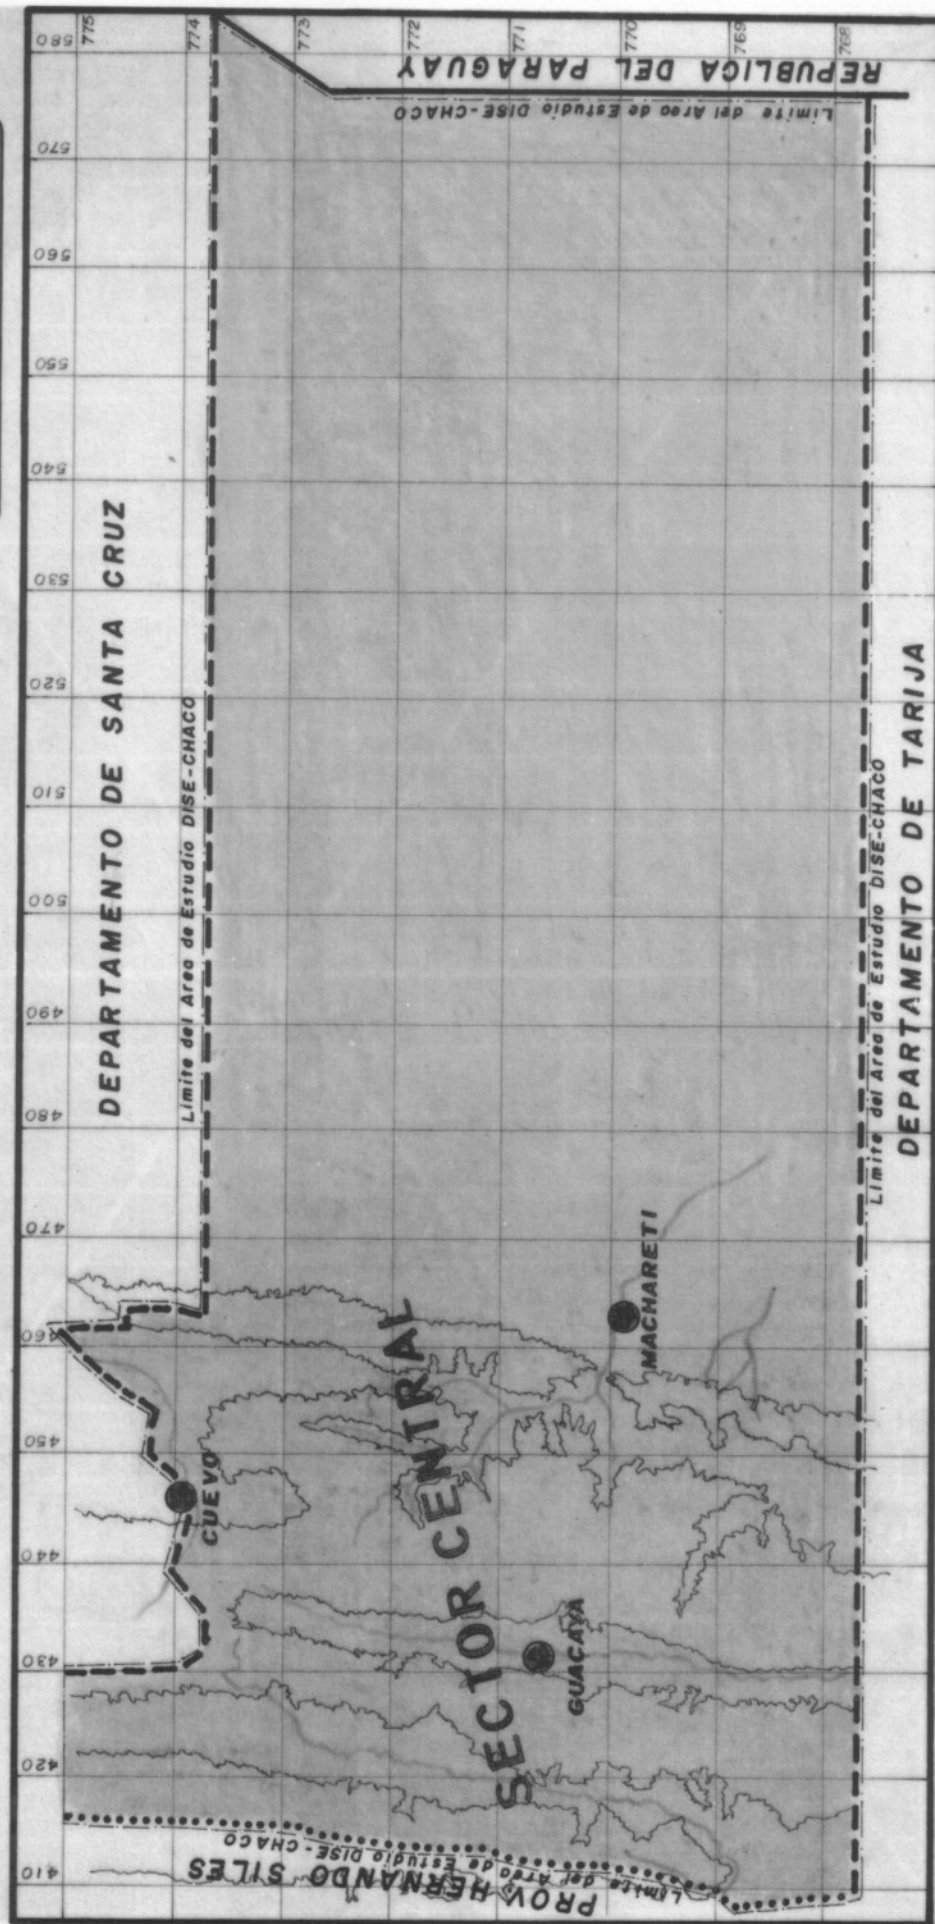 775
774
773
772
771
770
769
768
580
570
560
550
540
530
520
510
500
490
480
470
460
450
440
430
420
410
REPUBLICA DEL PARAGUAY
Limite del Area de Estudio DISE-CHACO
DEPARTAMENTO DE SANTA CRUZ
Limite del Area de Estudio DISE-CHACO
SECTOR CENTRAL
CUEVO
MACHARETI
GUACAYA
Limite del Area de Estudio DISE-CHACO
DEPARTAMENTO DE TARIJA
Limite del Area de Estudio DISE-CHACO
PROV. HERNANDO SILES